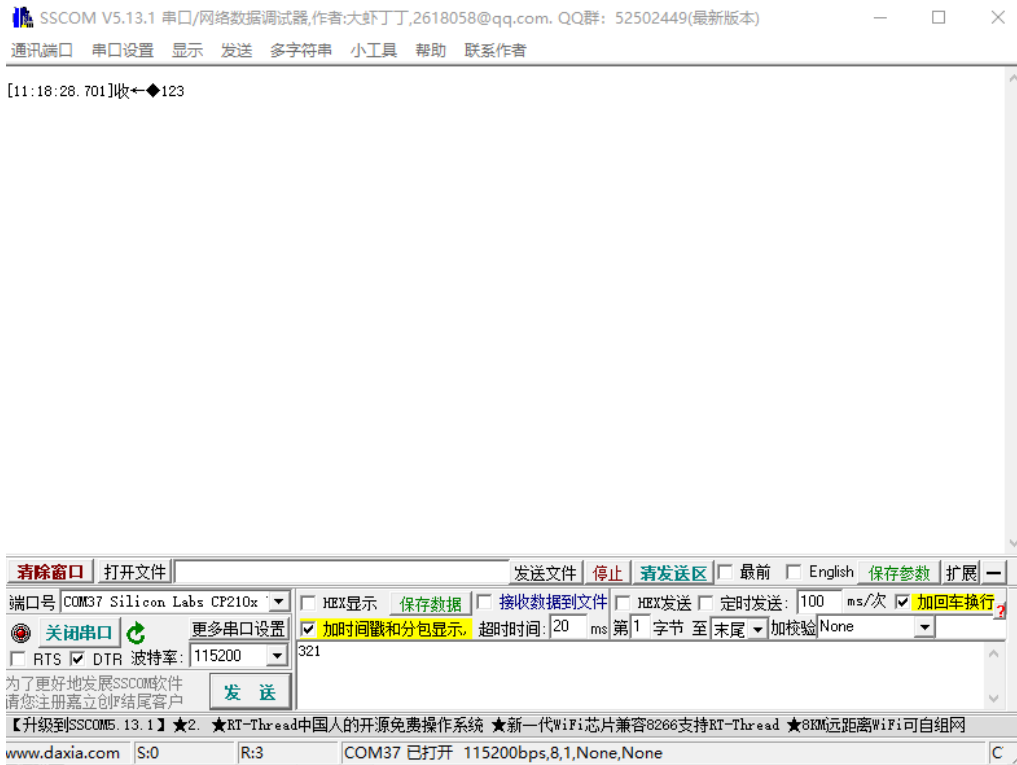 SSCOM V5.13.1 串口/网络数据调试器,作者:大虾丁丁,2618058@qq.com. QQ群：52502449(最新版本)
通讯端口 串口设置 显示 发送 多字符串 小工具 帮助 联系作者
[11:18:28.701]收←◆123
清除窗口 打开文件 发送文件 停止 清发送区 最前 English 保存参数 扩展 —
端口号 COM37 Silicon Labs CP210x HEX显示 保存数据 接收数据到文件 HEX发送 定时发送: 100 ms/次 加回车换行 ?
关闭串口 更多串口设置 加时间戳和分包显示, 超时时间: 20 ms 第 1 字节 至 末尾 加校验 None
RTS DTR 波特率: 115200 321
为了更好地发展SSCOM软件
请您注册嘉立创F结尾客户
发 送
【升级到SSCOM5.13.1】★2. ★RT-Thread中国人的开源免费操作系统 ★新一代WiFi芯片兼容8266支持RT-Thread ★8KM远距离WiFi可自组网
www.daxia.com S:0 R:3 COM37 已打开 115200bps,8,1,None,None